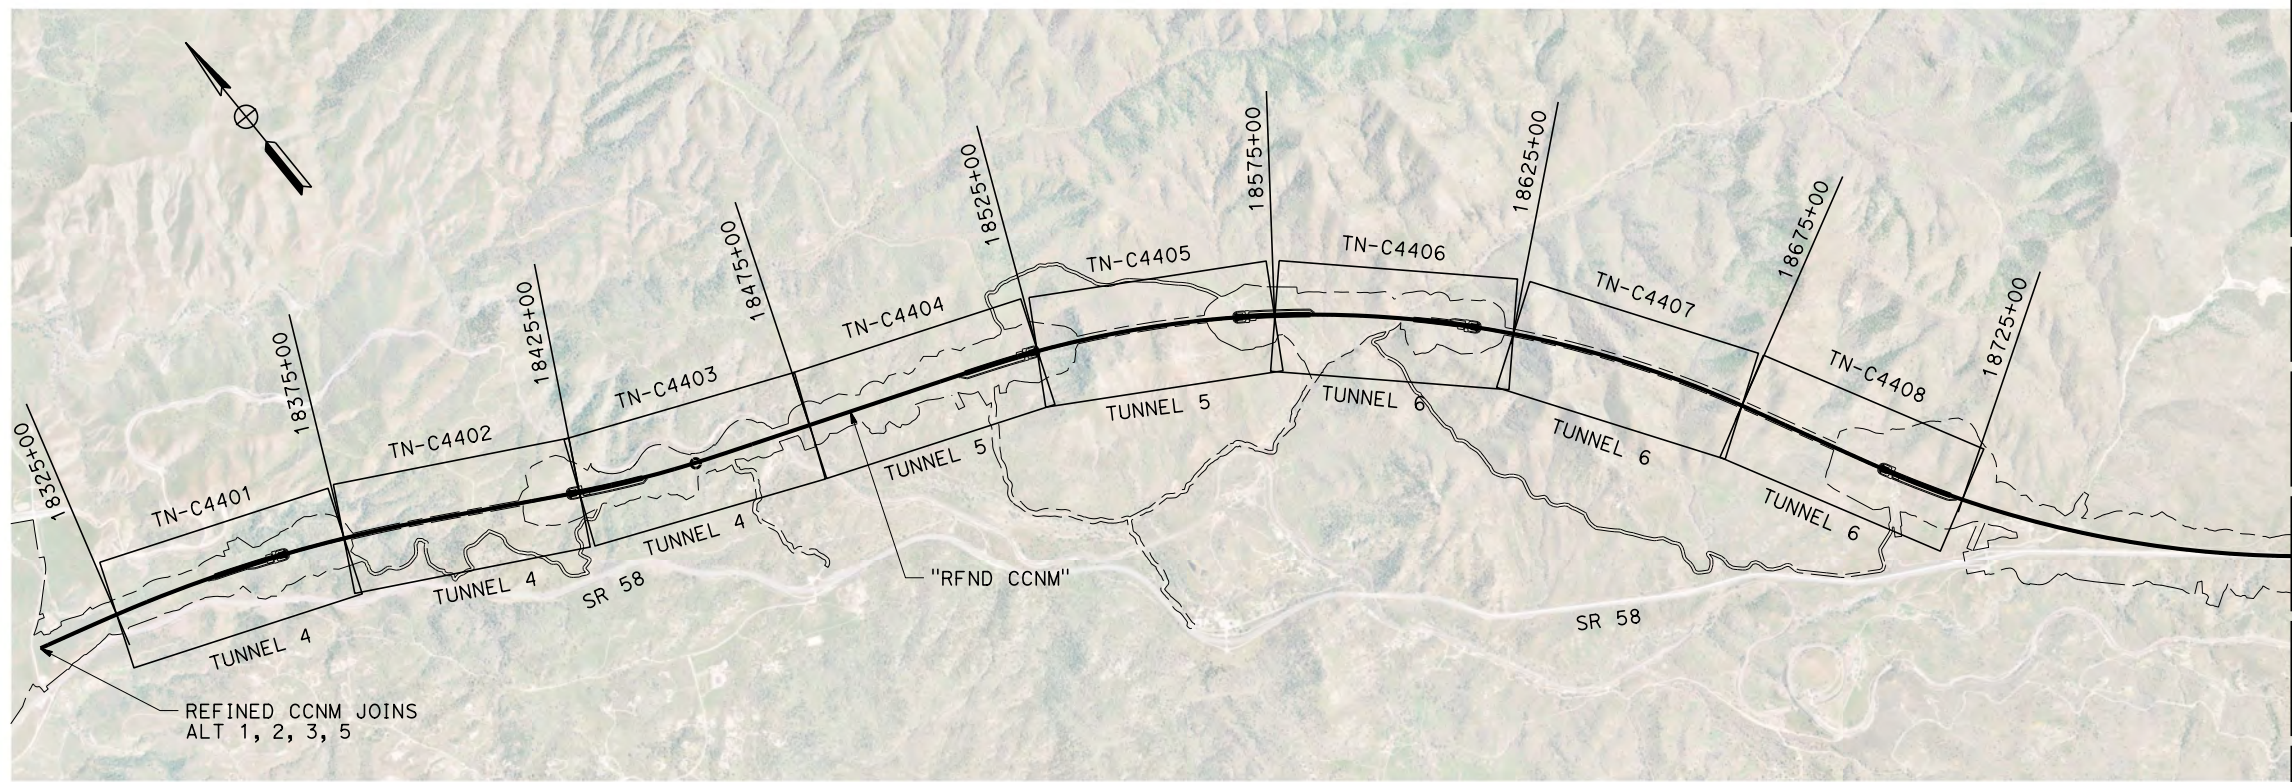 18325+00
18375+00
18425+00
18475+00
18525+00
18575+00
18625+00
18675+00
18725+00
TN-C4401
TN-C4402
TN-C4403
TN-C4404
TN-C4405
TN-C4406
TN-C4407
TN-C4408
TUNNEL 4
TUNNEL 4
TUNNEL 4
TUNNEL 5
TUNNEL 5
TUNNEL 6
TUNNEL 6
TUNNEL 6
SR 58
"RFND CCNM"
SR 58
REFINED CCNM JOINS
ALT 1, 2, 3, 5